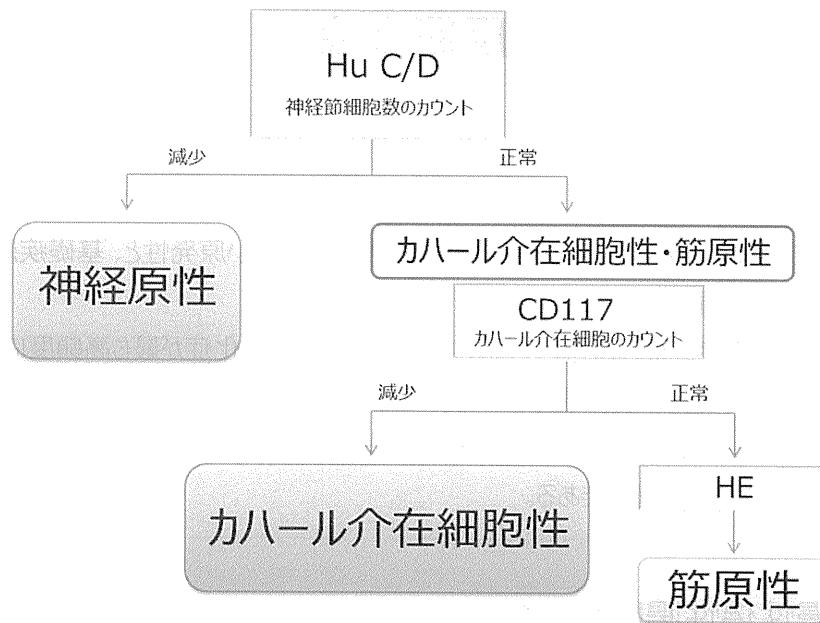 Hu C/D
神経節細胞数のカウント
減少
正常
神経原性
カハール介在細胞性・筋原性
CD117
カハール介在細胞のカウント
減少
正常
カハール介在細胞性
HE
筋原性